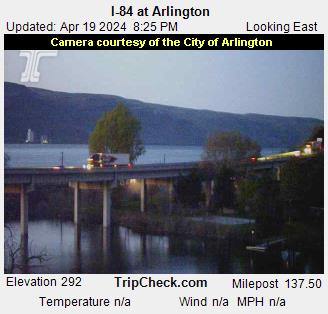 I-84 at Arlington
Updated: Apr 19 2024 8:25 PM Looking East
Camera courtesy of the City of Arlington
Elevation 292 TripCheck.com Milepost 137.50
Temperature n/a Wind n/a MPH n/a